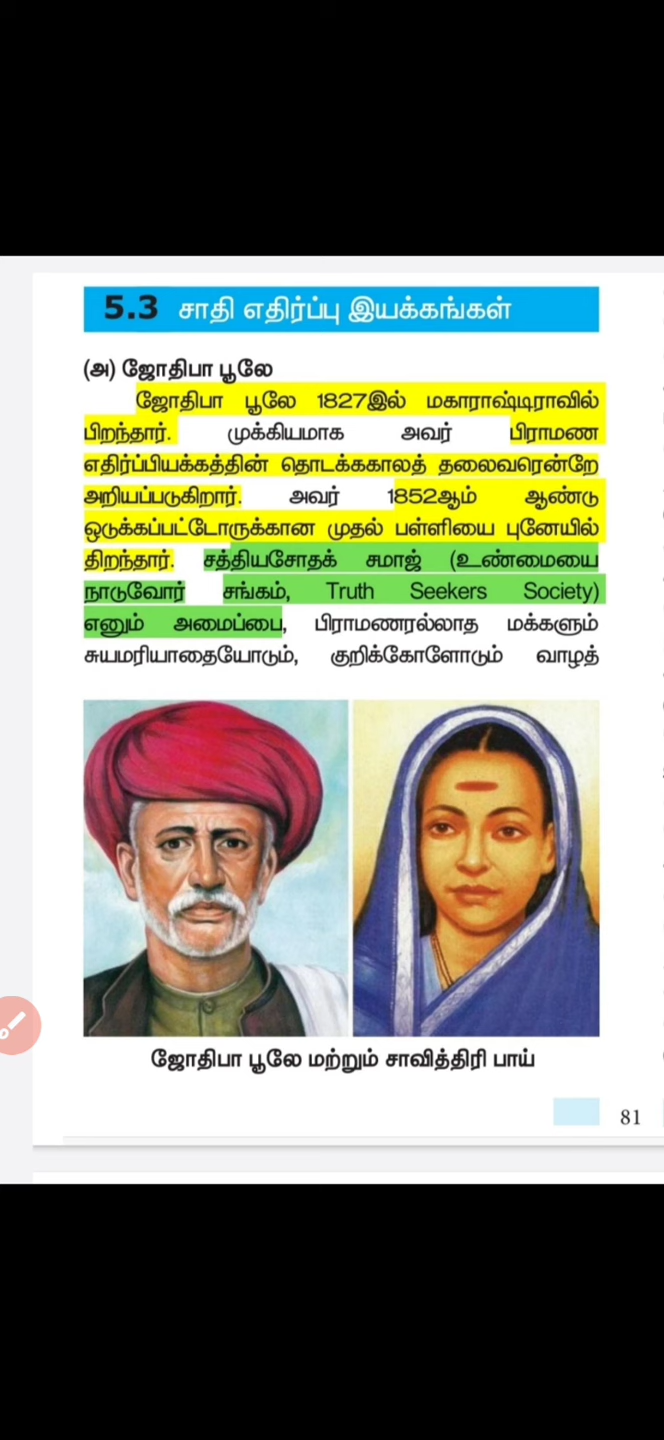 5.3 சாதி எதிர்ப்பு இயக்கங்கள்
(அ) ஜோதிபா பூலே
ஜோதிபா பூலே 1827இல் மகாராஷ்டிராவில்
பிறந்தார். முக்கியமாக அவர் பிராமண
எதிர்ப்பியக்கத்தின் தொடக்ககாலத் தலைவரென்றே
அறியப்படுகிறார். அவர் 1852ஆம் ஆண்டு
ஒடுக்கப்பட்டோருக்கான முதல் பள்ளியை புனேயில்
திறந்தார். சத்தியசோதக் சமாஜ் (உண்மையை
நாடுவோர் சங்கம், Truth Seekers Society)
எனும் அமைப்பை, பிராமணரல்லாத மக்களும்
சுயமரியாதையோடும், குறிக்கோளோடும் வாழத்
ஜோதிபா பூலே மற்றும் சாவித்திரி பாய்
81